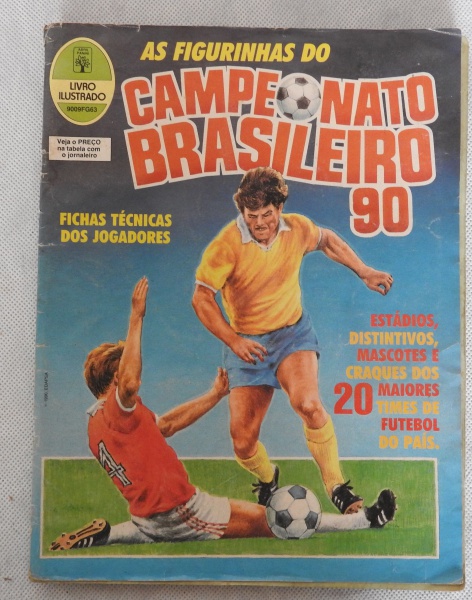 AS FIGURINHAS DO
CAMPEONATO
BRASILEIRO
90
LIVRO
ILUSTRADO
9009FG63
Veja o PREÇO
na tabela com
o jornaleiro
FICHAS TÉCNICAS
DOS JOGADORES
ESTÁDIOS,
DISTINTIVOS,
MASCOTES E
CRAQUES DOS
20 MAIORES
TIMES DE
FUTEBOL
DO PAÍS.
4